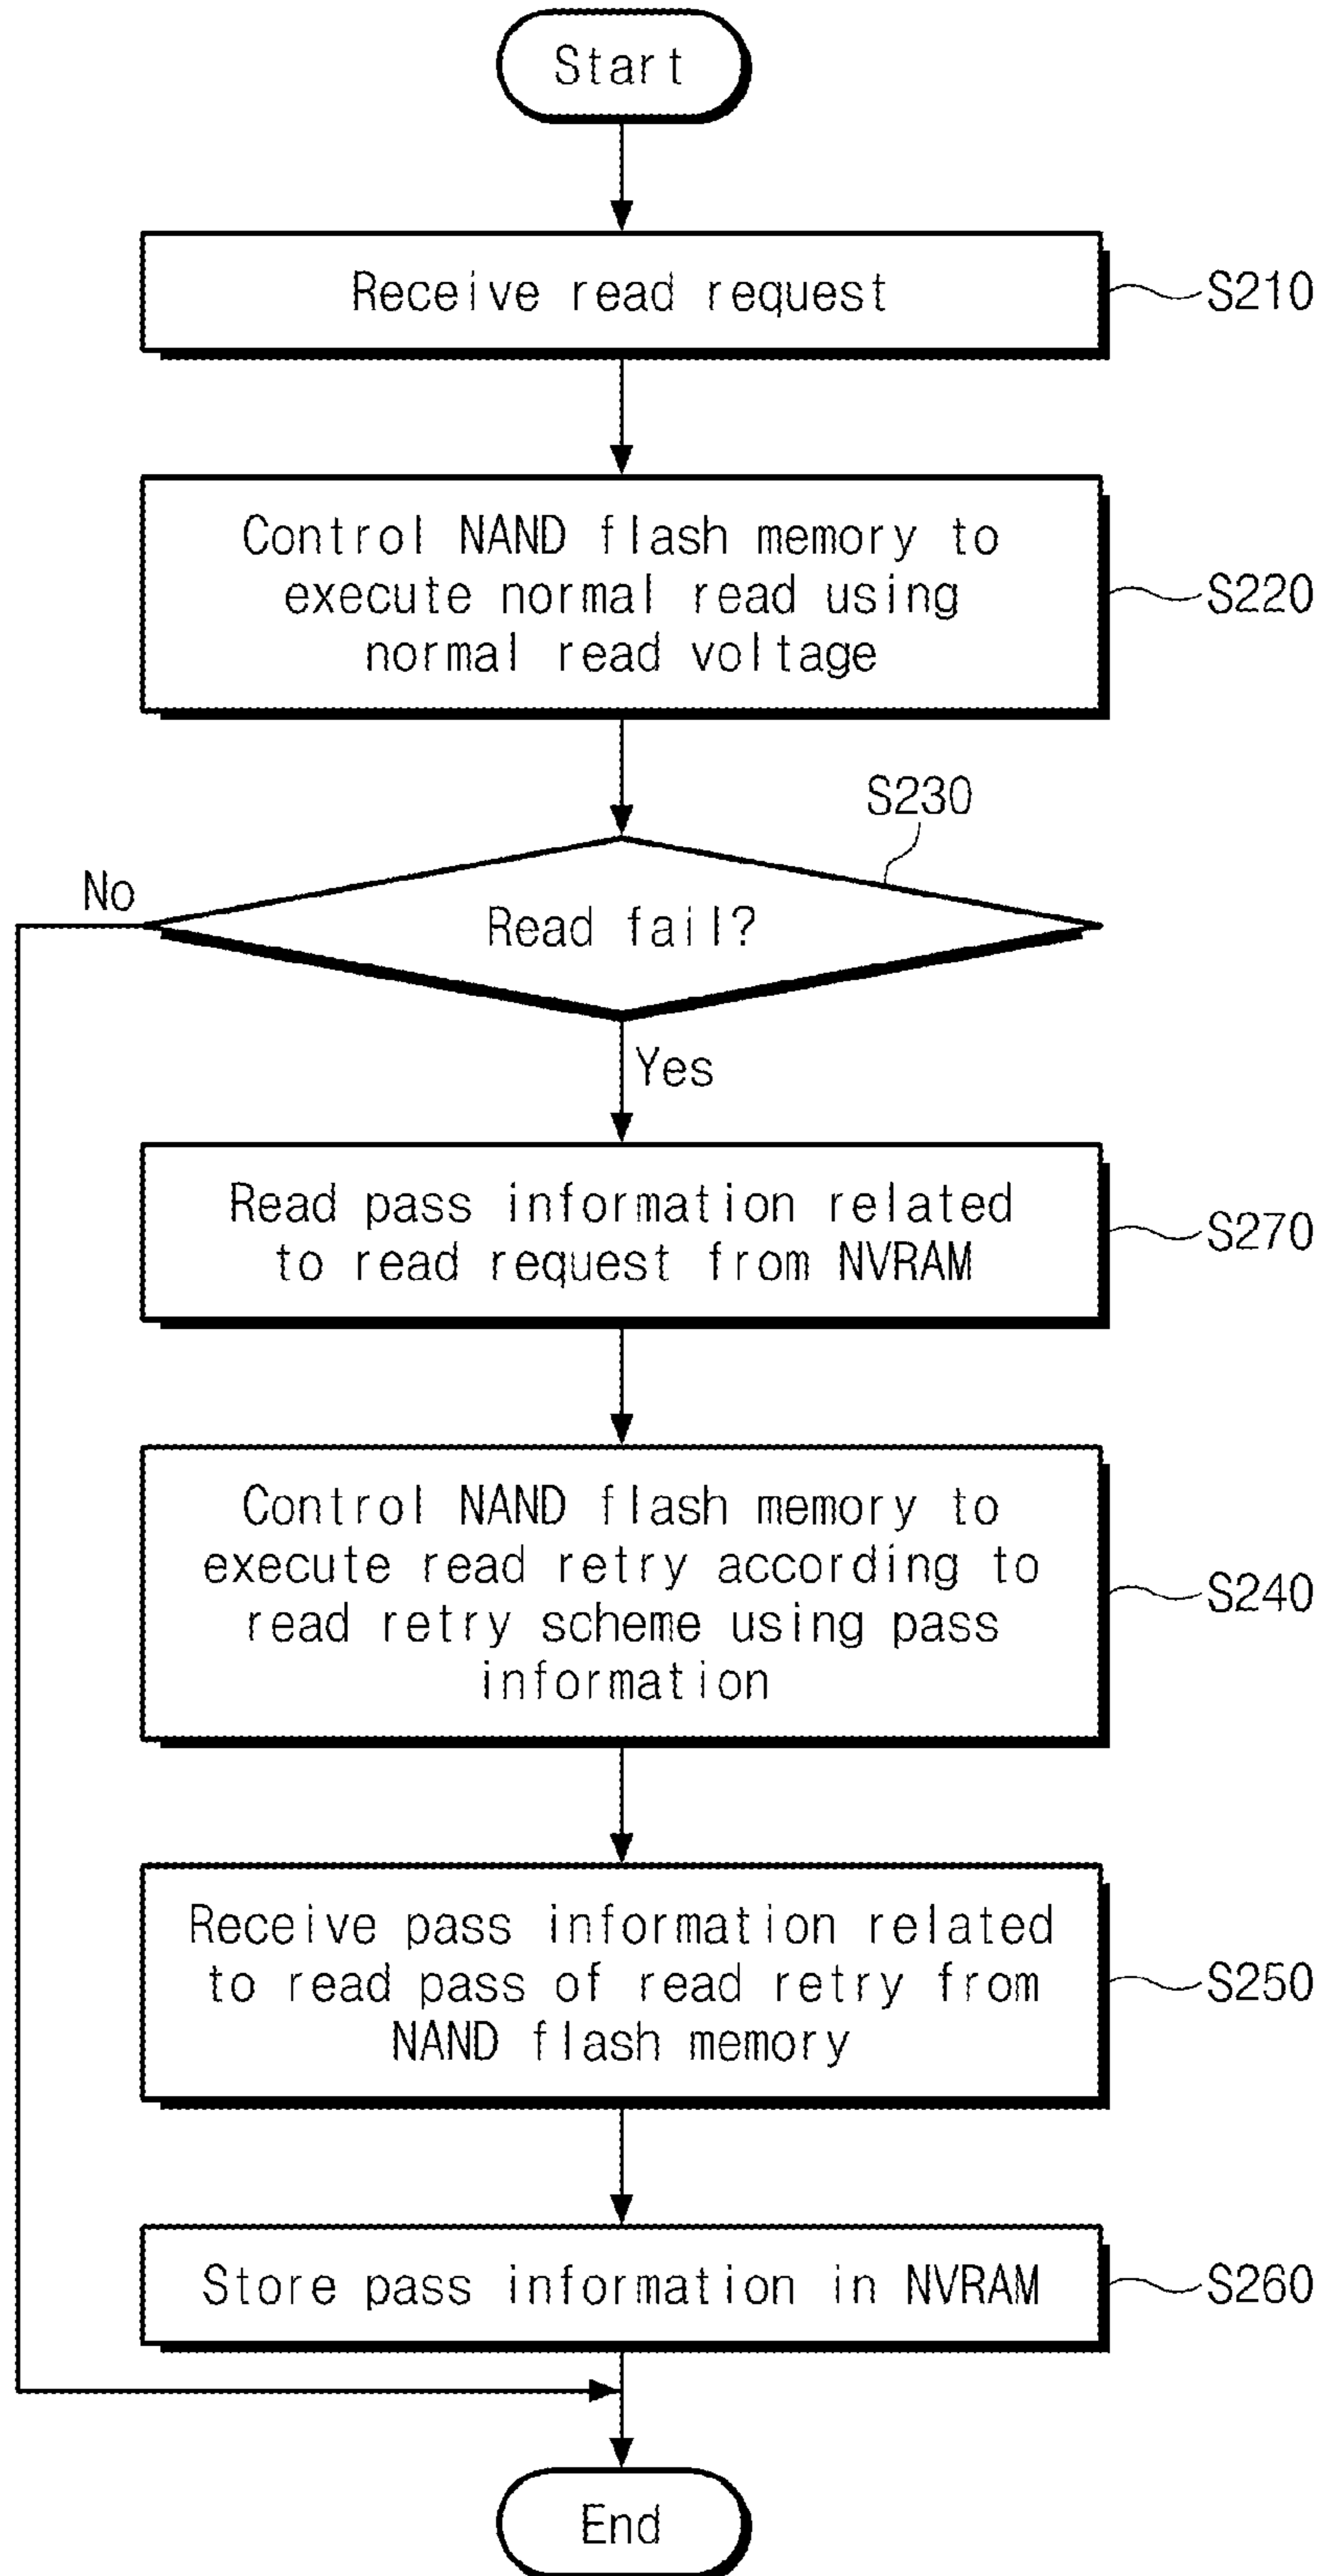 Start
Receive read request
S210
Control NAND flash memory to
execute normal read using
normal read voltage
S220
S230
No
Read fail?
Yes
Read pass information related
to read request from NVRAM
S270
Control NAND flash memory to
execute read retry according to
read retry scheme using pass
information
S240
Receive pass information related
to read pass of read retry from
NAND flash memory
S250
Store pass information in NVRAM
S260
End